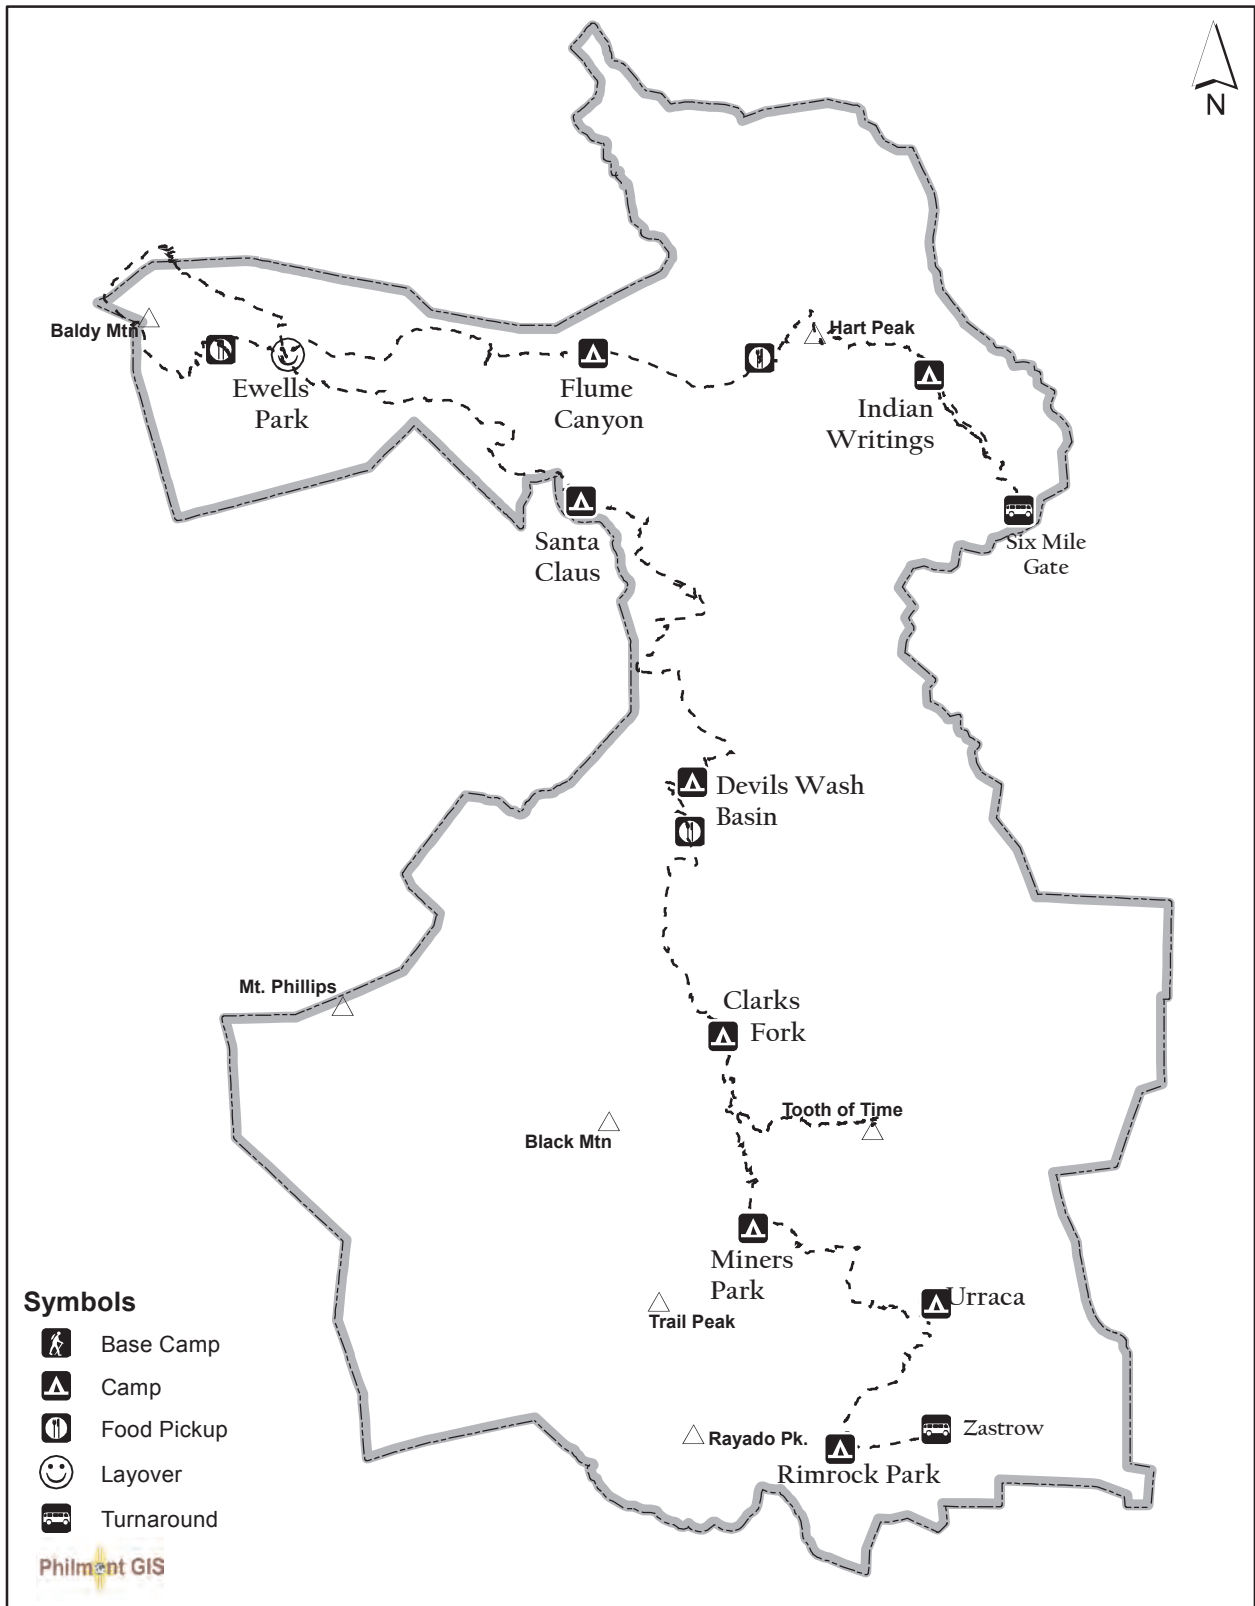 N
Hart Peak
Baldy Mtn
Ewells
Park
Flume
Canyon
Indian
Writings
Santa
Claus
Six Mile
Gate
Devils Wash
Basin
Mt. Phillips
Clarks
Fork
Tooth of Time
Black Mtn
Miners
Park
Urraca
Trail Peak
Zastrow
Rayado Pk.
Rimrock Park
Symbols
Base Camp
Camp
Food Pickup
Layover
Turnaround
Philmont GIS